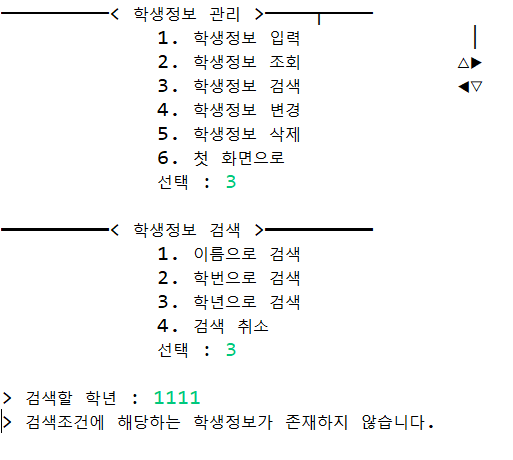 ──────────< 학생정보 관리 >────┬─────
1. 학생정보 입력
2. 학생정보 조회
3. 학생정보 검색
4. 학생정보 변경
5. 학생정보 삭제
6. 첫 화면으로
선택 : 3
──────────< 학생정보 검색 >──────────
1. 이름으로 검색
2. 학번으로 검색
3. 학년으로 검색
4. 검색 취소
선택 : 3
> 검색할 학년 : 1111
> 검색조건에 해당하는 학생정보가 존재하지 않습니다.
│
△▶
◀▽